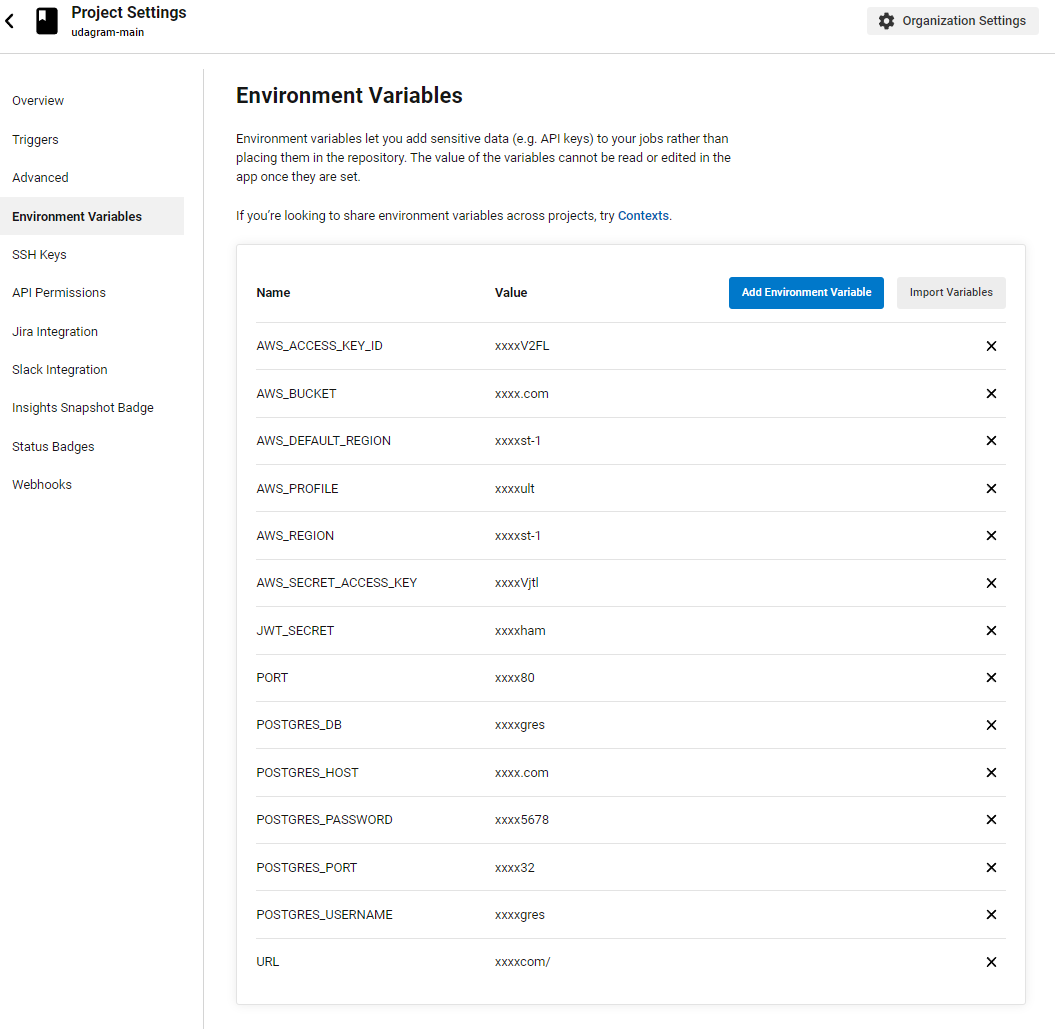 Project Settings
udagram-main
Organization Settings
Overview
Triggers
Advanced
Environment Variables
SSH Keys
API Permissions
Jira Integration
Slack Integration
Insights Snapshot Badge
Status Badges
Webhooks
Environment Variables
Environment variables let you add sensitive data (e.g. API keys) to your jobs rather than
placing them in the repository. The value of the variables cannot be read or edited in the
app once they are set.
If you're looking to share environment variables across projects, try Contexts.
Name Value Add Environment Variable Import Variables
AWS_ACCESS_KEY_ID xxxxV2FL
AWS_BUCKET xxxx.com
AWS_DEFAULT_REGION xxxxst-1
AWS_PROFILE xxxxult
AWS_REGION xxxxst-1
AWS_SECRET_ACCESS_KEY xxxxVjtl
JWT_SECRET xxxxham
PORT xxxx80
POSTGRES_DB xxxxgres
POSTGRES_HOST xxxx.com
POSTGRES_PASSWORD xxxx5678
POSTGRES_PORT xxxx32
POSTGRES_USERNAME xxxxgres
URL xxxxcom/